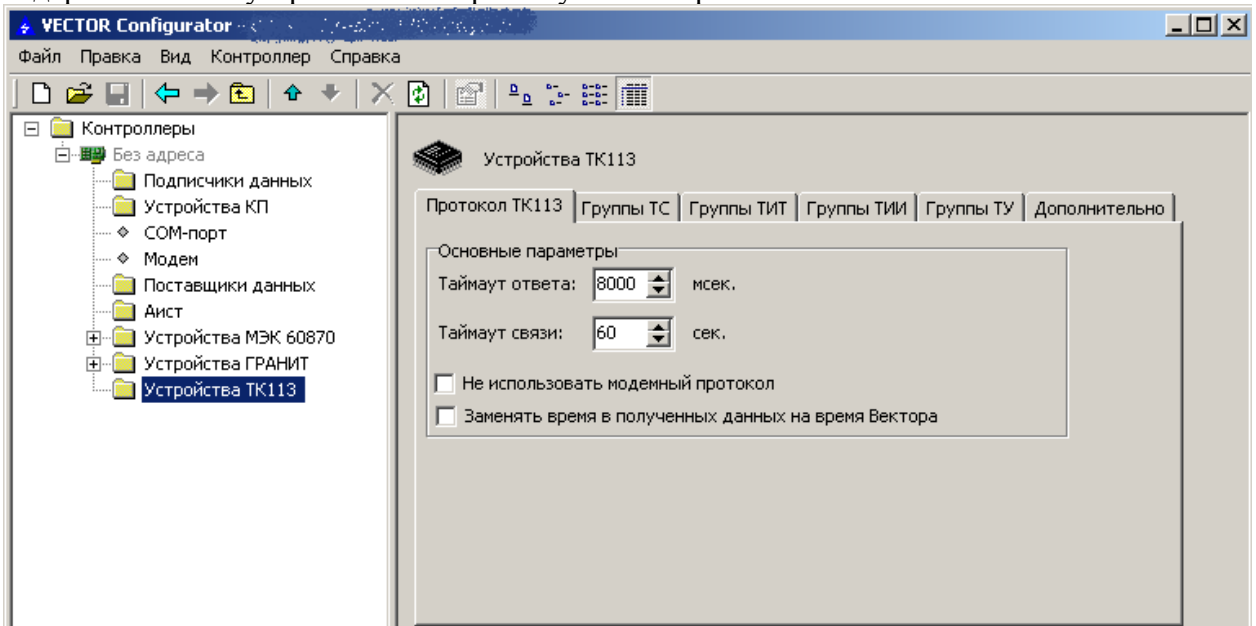 VECTOR Configurator
Файл Правка Вид Контроллер Справка
Контроллеры
Без адреса
Подписчики данных
Устройства КП
COM-порт
Модем
Поставщики данных
Аист
Устройства МЭК 60870
Устройства ГРАНИТ
Устройства ТК113
Устройства ТК113
Протокол ТК113 Группы ТС Группы ТИТ Группы ТИИ Группы ТУ Дополнительно
Основные параметры
Таймаут ответа: 8000 мсек.
Таймаут связи: 60 сек.
Не использовать модемный протокол
Заменять время в полученных данных на время Вектора